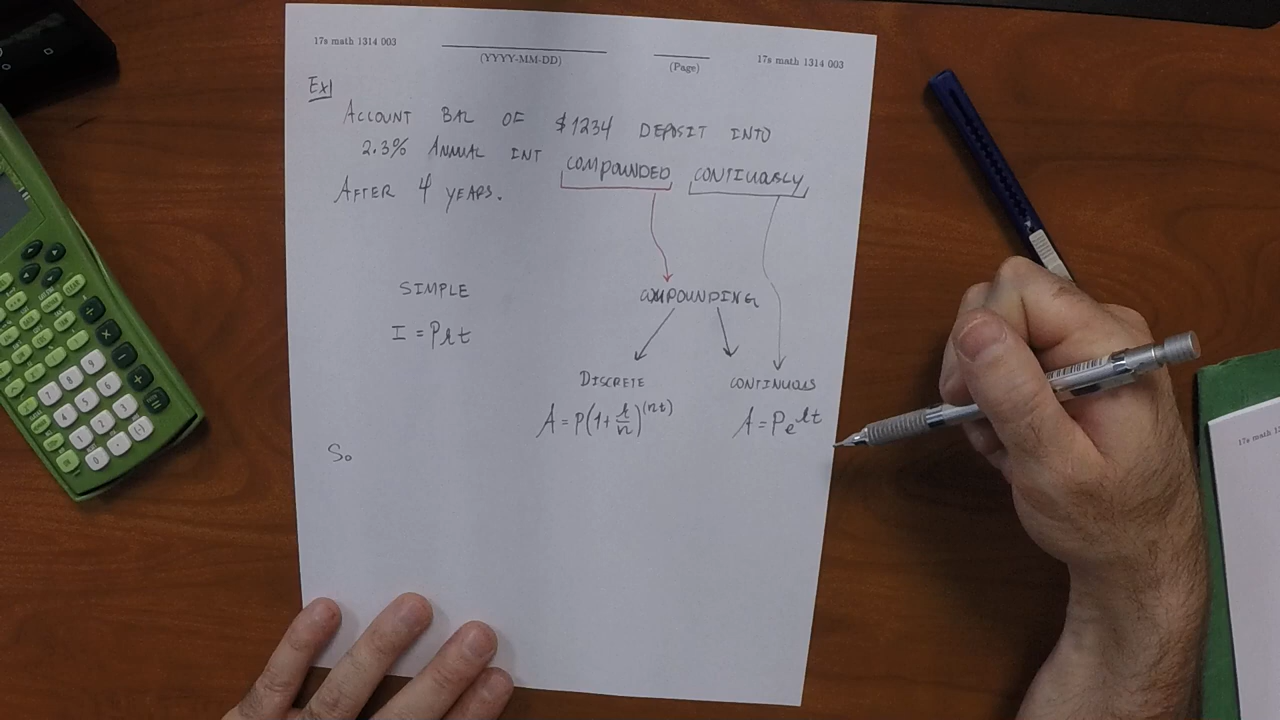 17s math 1314 003
(YYYY-MM-DD)
(Page)
17s math 1314 003
Ex
ACCOUNT BAL OF $1234 DEPOSIT INTO
2.3% ANNUAL INT COMPOUNDED CONTINUOUSLY
AFTER 4 YEARS.
SIMPLE
I = Prt
COMPOUNDING
DISCRETE
A = P(1+r/n)^(nt)
CONTINUOUS
A = Pe^rt
So